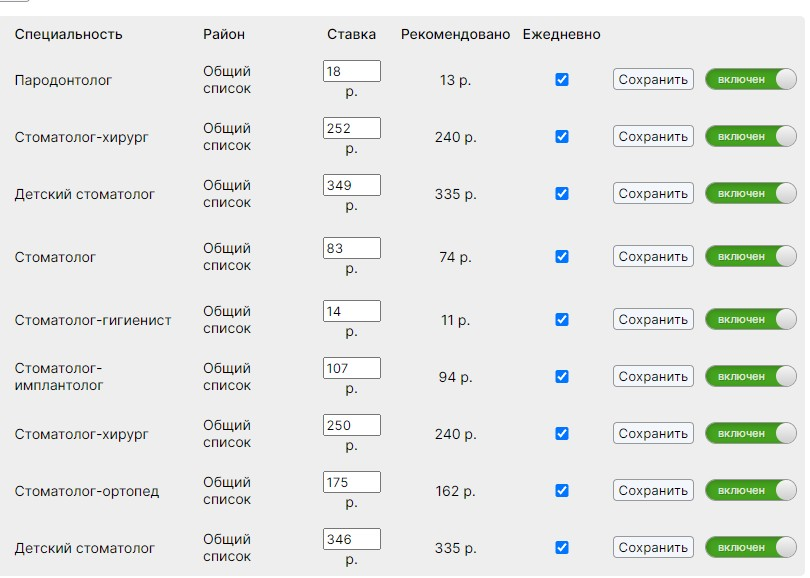 Специальность Район Ставка Рекомендовано Ежедневно
Пародонтолог Общий список 18 р. 13 р. Сохранить включен
Стоматолог-хирург Общий список 252 р. 240 р. Сохранить включен
Детский стоматолог Общий список 349 р. 335 р. Сохранить включен
Стоматолог Общий список 83 р. 74 р. Сохранить включен
Стоматолог-гигиенист Общий список 14 р. 11 р. Сохранить включен
Стоматолог-имплантолог Общий список 107 р. 94 р. Сохранить включен
Стоматолог-хирург Общий список 250 р. 240 р. Сохранить включен
Стоматолог-ортопед Общий список 175 р. 162 р. Сохранить включен
Детский стоматолог Общий список 346 р. 335 р. Сохранить включен